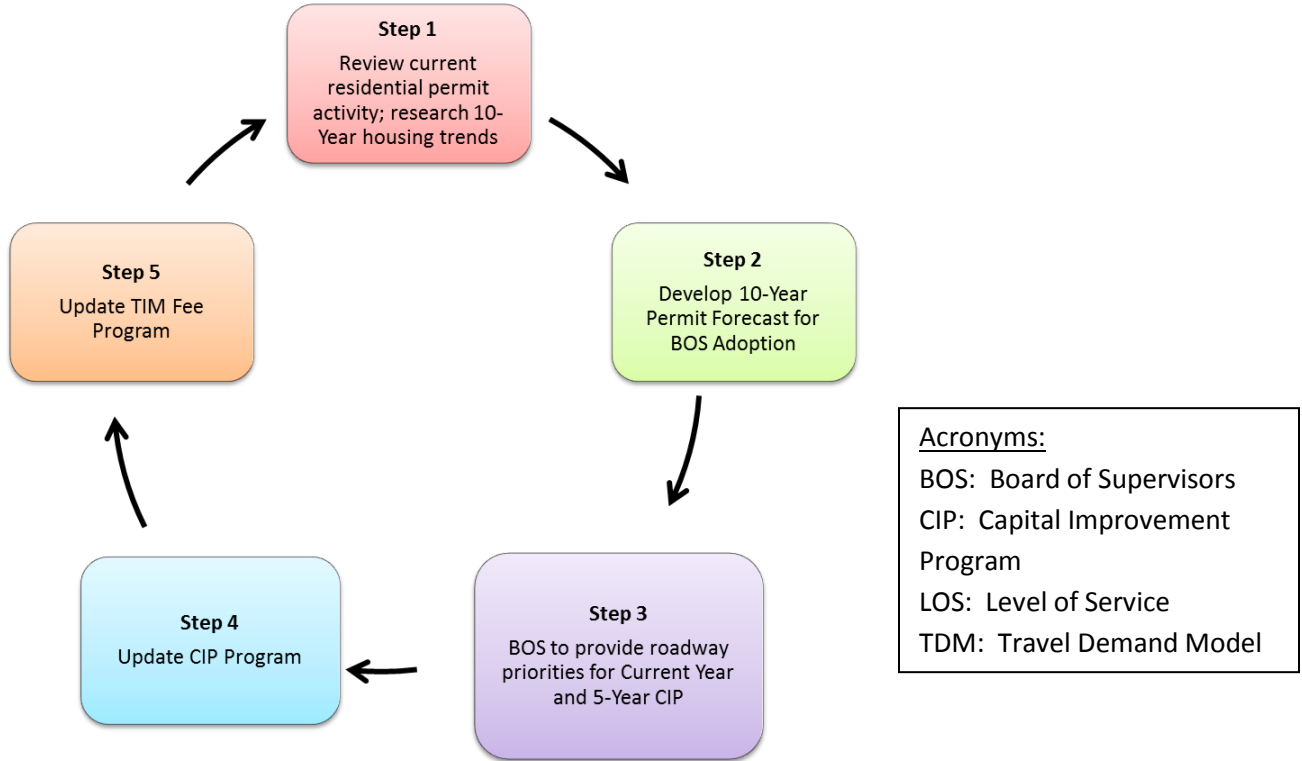 Step 1
Review current
residential permit
activity; research 10-
Year housing trends
Step 2
Develop 10-Year
Permit Forecast for
BOS Adoption
Step 3
BOS to provide roadway
priorities for Current Year
and 5-Year CIP
Step 4
Update CIP Program
Step 5
Update TIM Fee
Program
Acronyms:
BOS:  Board of Supervisors
CIP:  Capital Improvement
Program
LOS:  Level of Service
TDM:  Travel Demand Model